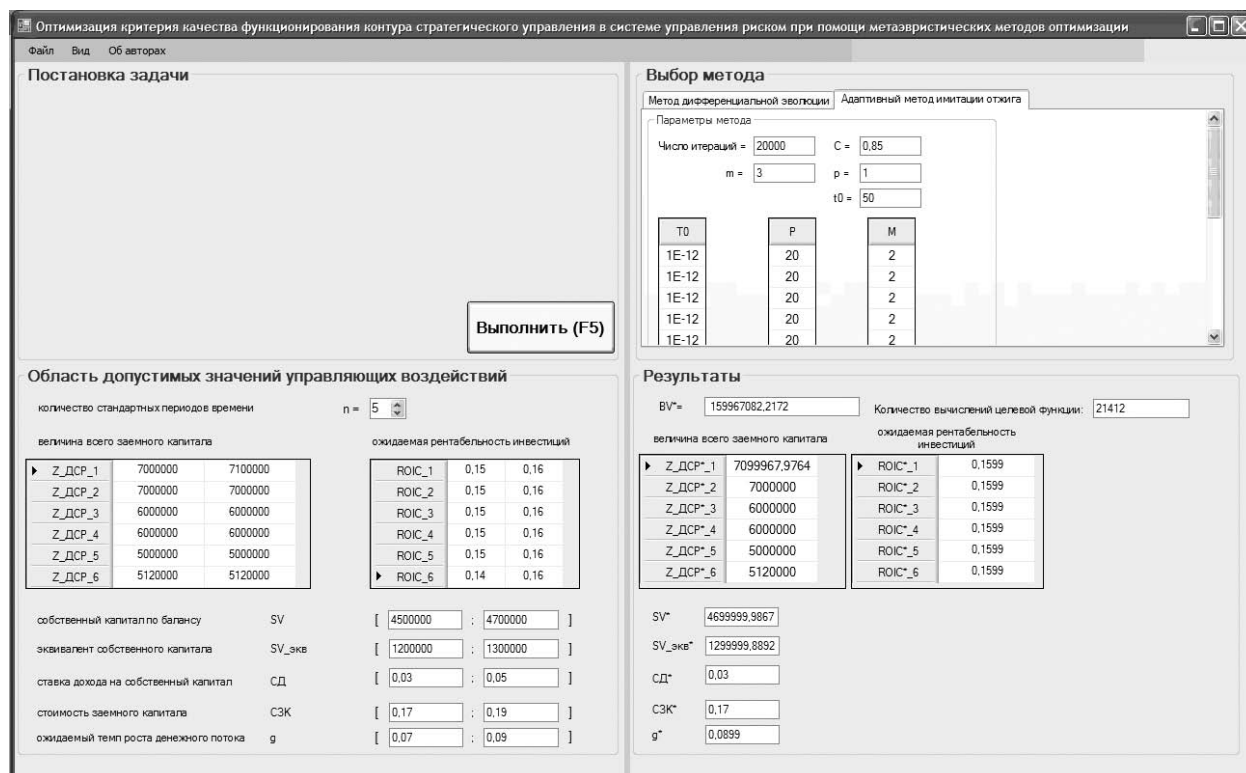 Оптимизация критерия качества функционирования контура стратегического управления в системе управления риском при помощи метаэвристических методов оптимизации
Файл Вид Об авторах
Постановка задачи
Выполнить (F5)
Выбор метода
Метод дифференциальной эволюции Адаптивный метод имитации отжига
Параметры метода
Число итераций = 20000 C = 0,85
m = 3 p = 1
t0 = 50
T0 P M
1E-12 20 2
1E-12 20 2
1E-12 20 2
1E-12 20 2
1E-12 20 2
Область допустимых значений управляющих воздействий
количество стандартных периодов времени n = 5
величина всего заемного капитала ожидаемая рентабельность инвестиций
Z_ДСР_1 7000000 7100000 ROIC_1 0,15 0,16
Z_ДСР_2 7000000 7000000 ROIC_2 0,15 0,16
Z_ДСР_3 6000000 6000000 ROIC_3 0,15 0,16
Z_ДСР_4 6000000 6000000 ROIC_4 0,15 0,16
Z_ДСР_5 5000000 5000000 ROIC_5 0,15 0,16
Z_ДСР_6 5120000 5120000 ROIC_6 0,14 0,16
собственный капитал по балансу SV [ 4500000 ; 4700000 ]
эквивалент собственного капитала SV_экв [ 1200000 ; 1300000 ]
ставка дохода на собственный капитал СД [ 0,03 ; 0,05 ]
стоимость заемного капитала СЗК [ 0,17 ; 0,19 ]
ожидаемый темп роста денежного потока g [ 0,07 ; 0,09 ]
Результаты
BV*= 159967082,2172 Количество вычислений целевой функции: 21412
величина всего заемного капитала ожидаемая рентабельность
инвестиций
Z_ДСР*_1 7099967,9764 ROIC*_1 0,1599
Z_ДСР*_2 7000000 ROIC*_2 0,1599
Z_ДСР*_3 6000000 ROIC*_3 0,1599
Z_ДСР*_4 6000000 ROIC*_4 0,1599
Z_ДСР*_5 5000000 ROIC*_5 0,1599
Z_ДСР*_6 5120000 ROIC*_6 0,1599
SV* 4699999,9867
SV_экв* 1299999,8892
СД* 0,03
СЗК* 0,17
g* 0,0899